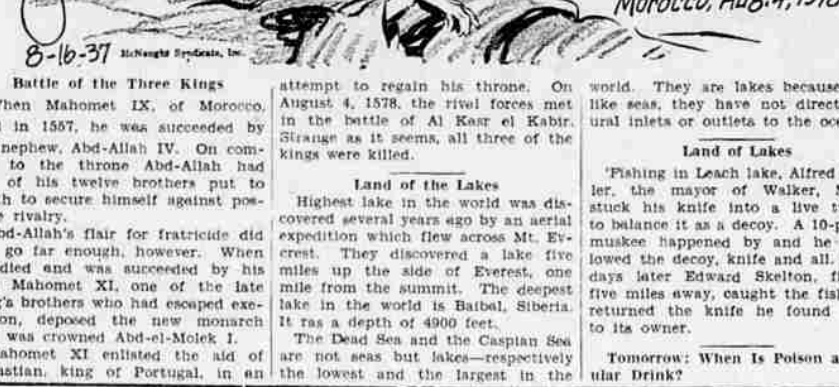 Morocco, Aug. 4, 1578
8-16-37 McNaught Syndicate, Inc.
Battle of the Three Kings
hen Mahomet IX, of Morocco,
in 1557, he was succeeded by
nephew, Abd-Allah IV. On com-
to the throne Abd-Allah had
of his twelve brothers put to
h to secure himself against pos-
e rivalry.
bd-Allah's flair for fratricide did
go far enough, however. When
died and was succeeded by his
Mahomet XI, one of the late
g's brothers who had escaped exe-
on, deposed the new monarch
was crowned Abd-el-Molek I.
ahomet XI enlisted the aid of
astian, king of Portugal, in an
attempt to regain his throne. On
August 4, 1578, the rival forces met
in the battle of Al Kasr el Kabir.
Strange as it seems, all three of the
kings were killed.
Land of the Lakes
Highest lake in the world was dis-
covered several years ago by an aerial
expedition which flew across Mt. Ev-
erest. They discovered a lake five
miles up the side of Everest, one
mile from the summit. The deepest
lake in the world is Baibal, Siberia.
It ras a depth of 4900 feet.
The Dead Sea and the Caspian Sea
are not seas but lakes—respectively
the lowest and the largest in the
world. They are lakes because
like seas, they have not direc
ural inlets or outlets to the oce
Land of Lakes
'Fishing in Leach lake, Alfred
ler, the mayor of Walker,
stuck his knife into a live t
to balance it as a decoy. A 10-p
muskee happened by and he
lowed the decoy, knife and all.
days later Edward Skelton, fi
five miles away, caught the fish
returned the knife he found
to its owner.
Tomorrow: When Is Poison a
ular Drink?